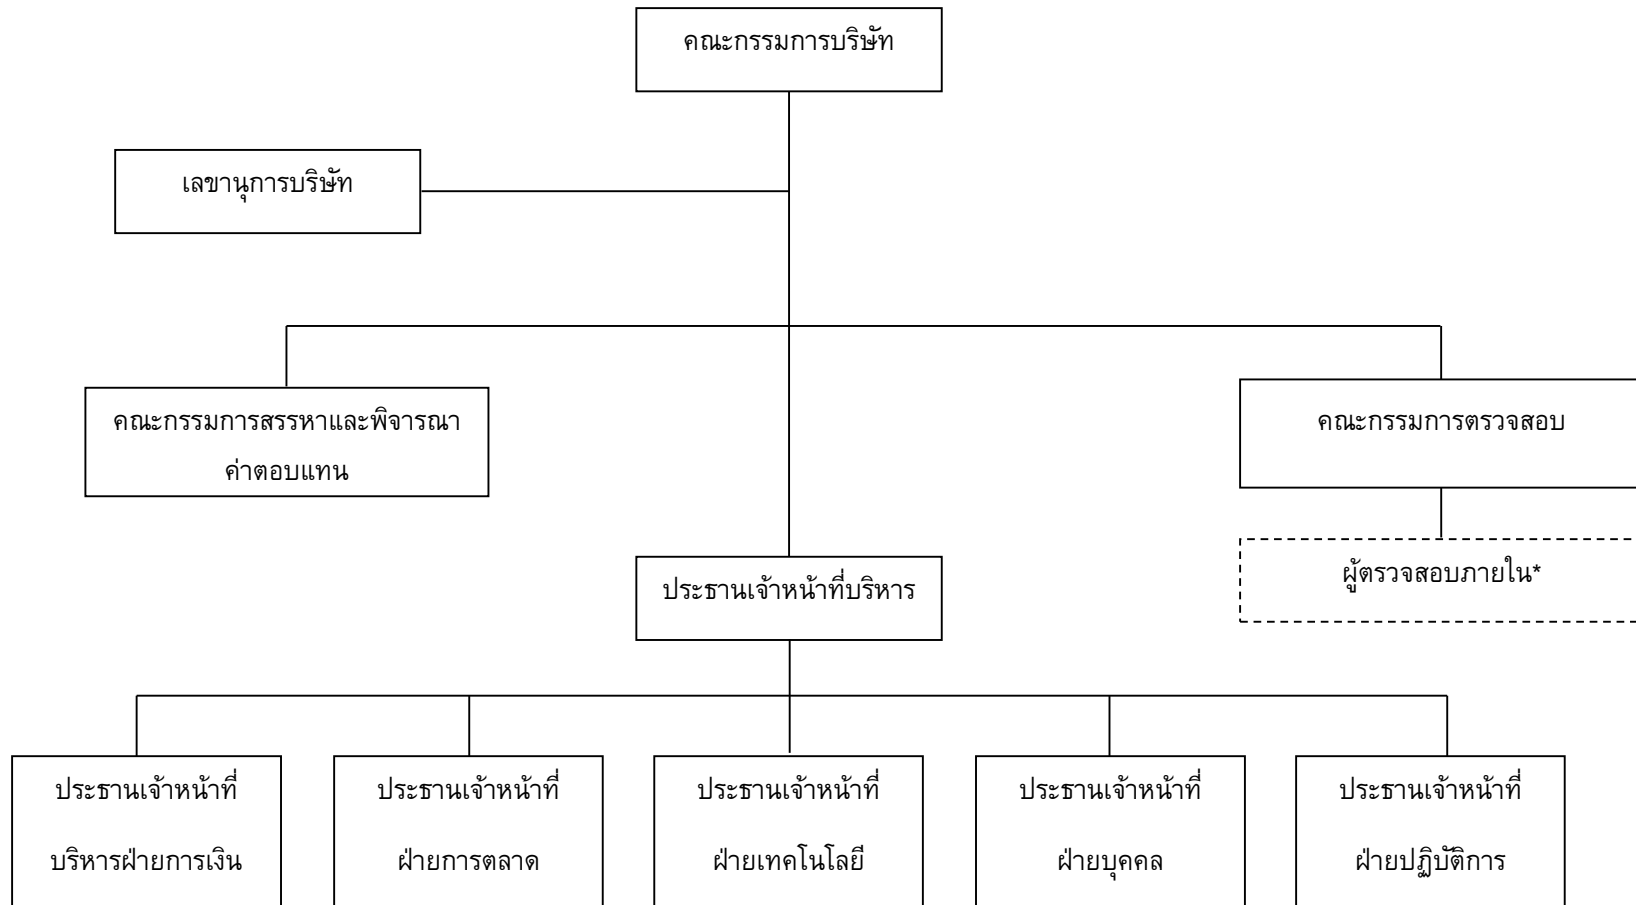 คณะกรรมการบริษัท
เลขานุการบริษัท
คณะกรรมการสรรหาและพิจารณา
ค่าตอบแทน
คณะกรรมการตรวจสอบ
ผู้ตรวจสอบภายใน*
ประธานเจ้าหน้าที่บริหาร
ประธานเจ้าหน้าที่
บริหารฝ่ายการเงิน
ประธานเจ้าหน้าที่
ฝ่ายการตลาด
ประธานเจ้าหน้าที่
ฝ่ายเทคโนโลยี
ประธานเจ้าหน้าที่
ฝ่ายบุคคล
ประธานเจ้าหน้าที่
ฝ่ายปฏิบัติการ